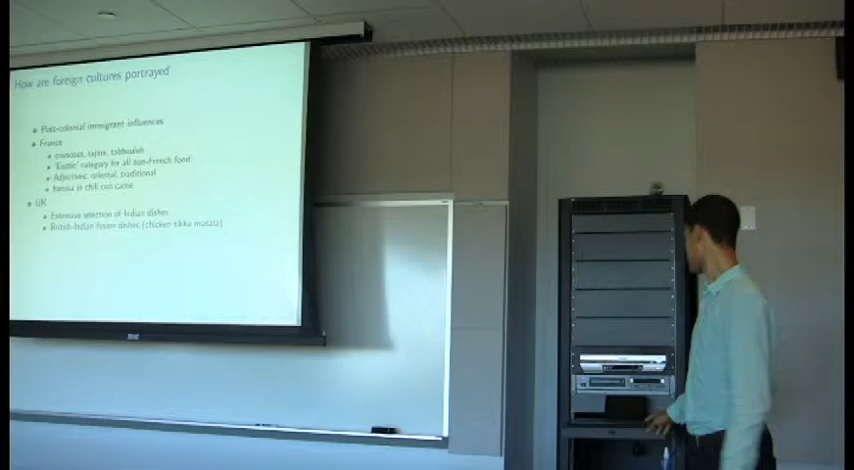 How are foreign cultures portrayed
Post-colonial immigrant influences
France
couscous, tajine, tabbouleh
'Exotic' category for all non-French food
Adjectives: oriental, traditional
harissa in chili con carne
UK
Extensive selection of Indian dishes
British-Indian fusion dishes (chicken tikka masala)